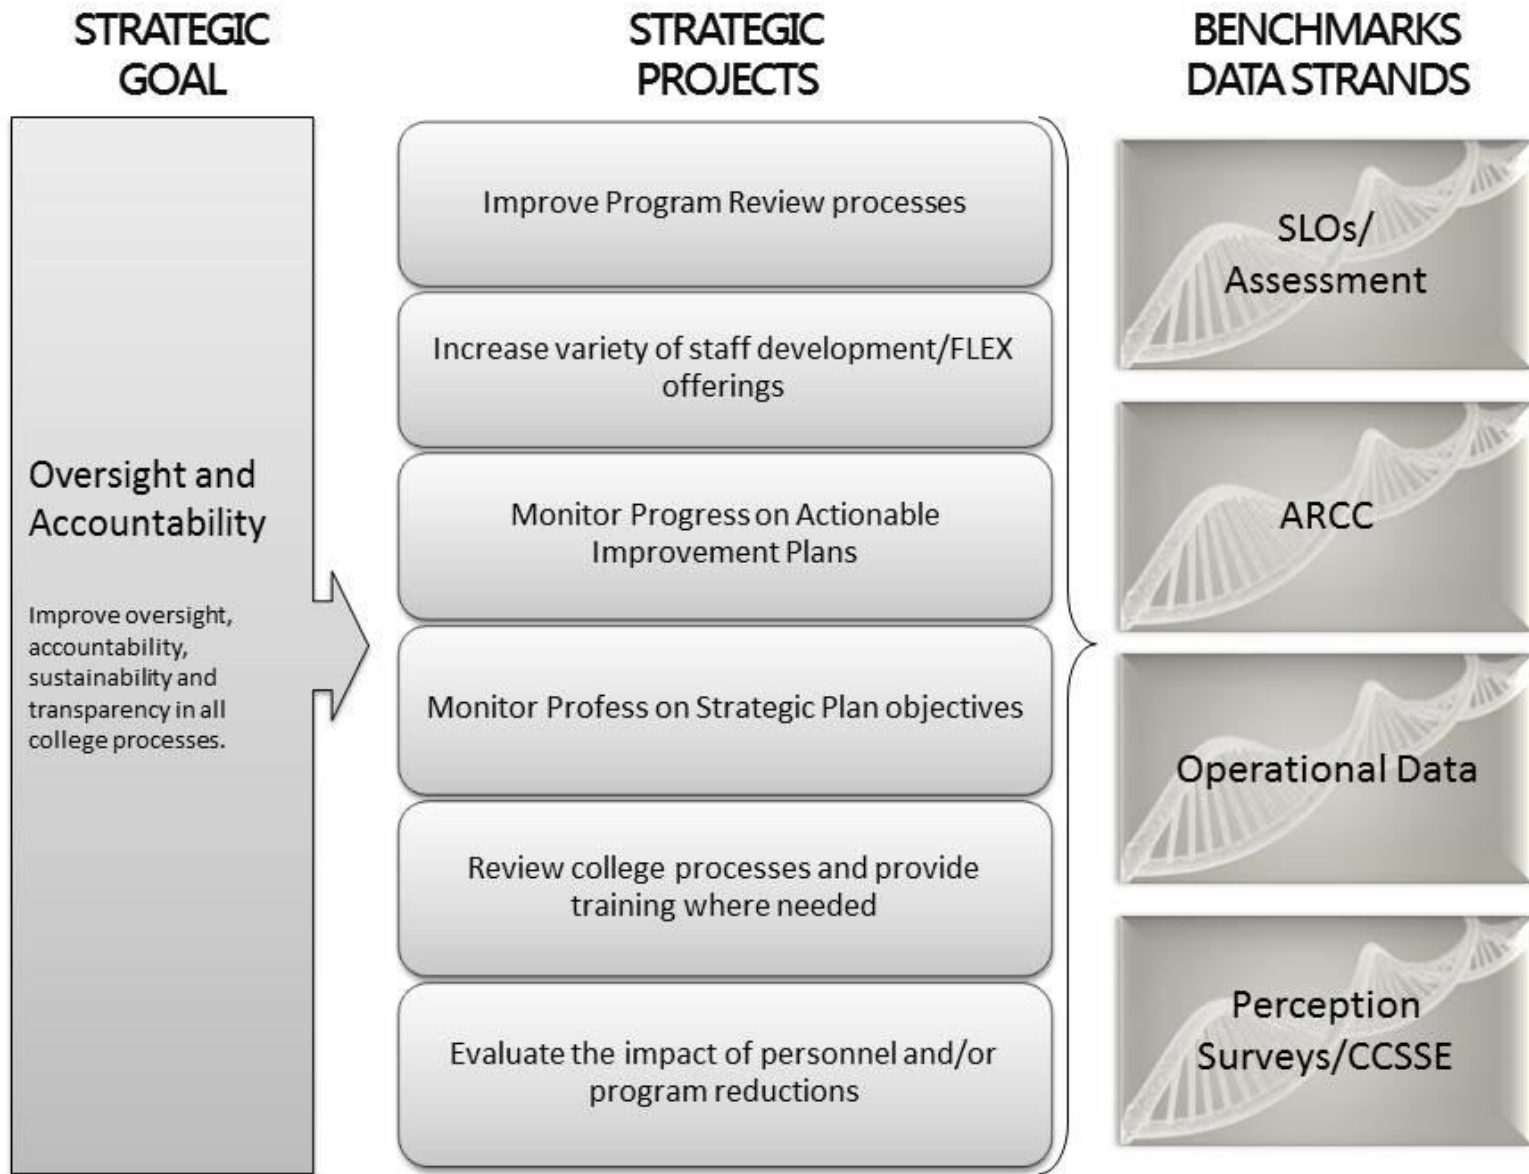 STRATEGIC
GOAL
STRATEGIC
PROJECTS
BENCHMARKS
DATA STRANDS
Oversight and
Accountability
Improve oversight,
accountability,
sustainability and
transparency in all
college processes.
Improve Program Review processes
Increase variety of staff development/FLEX
offerings
Monitor Progress on Actionable
Improvement Plans
Monitor Profess on Strategic Plan objectives
Review college processes and provide
training where needed
Evaluate the impact of personnel and/or
program reductions
SLOs/
Assessment
ARCC
Operational Data
Perception
Surveys/CCSSE